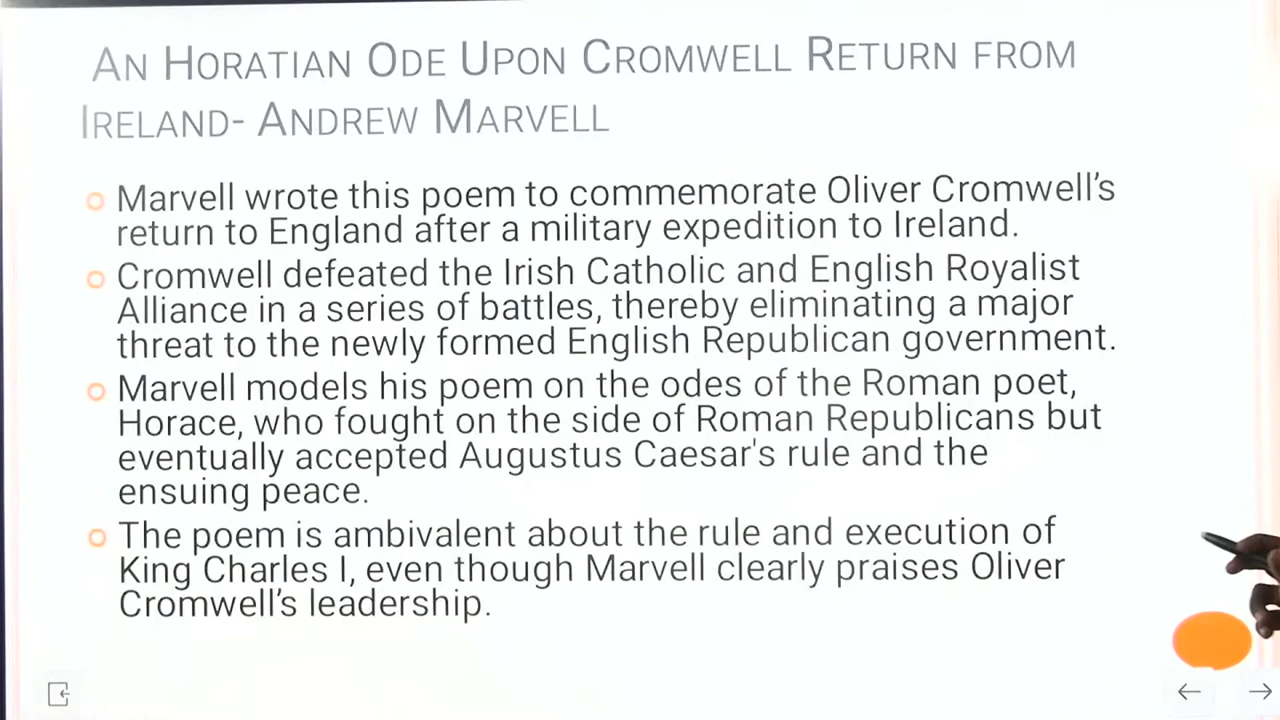 AN HORATIAN ODE UPON CROMWELL RETURN FROM
IRELAND- ANDREW MARVELL
Marvell wrote this poem to commemorate Oliver Cromwell's
return to England after a military expedition to Ireland.
Cromwell defeated the Irish Catholic and English Royalist
Alliance in a series of battles, thereby eliminating a major
threat to the newly formed English Republican government.
Marvell models his poem on the odes of the Roman poet,
Horace, who fought on the side of Roman Republicans but
eventually accepted Augustus Caesar's rule and the
ensuing peace.
The poem is ambivalent about the rule and execution of
King Charles I, even though Marvell clearly praises Oliver
Cromwell's leadership.